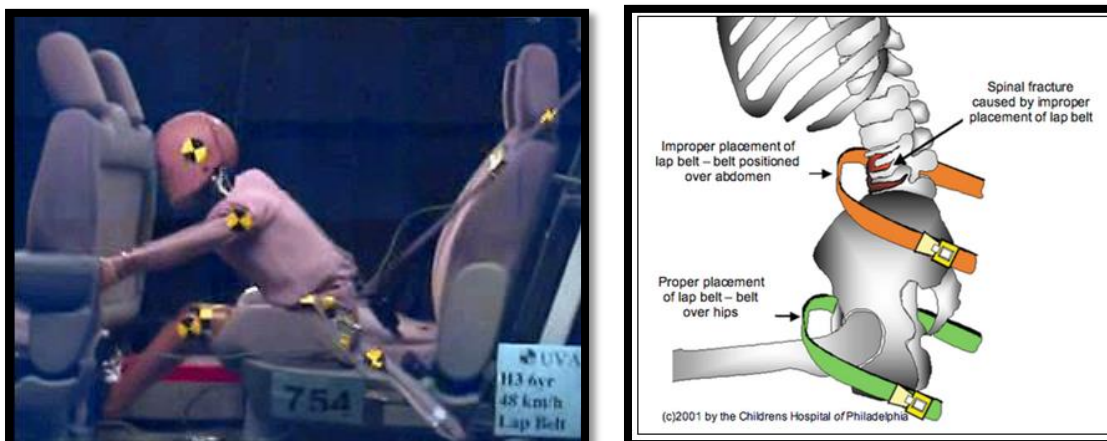 754
UVA
H3 6yr
48 km/h
Lap Belt
Spinal fracture
caused by improper
placement of lap belt
Improper placement of
lap belt – belt positioned
over abdomen
Proper placement
of lap belt – belt
over hips
(c)2001 by the Childrens Hospital of Philadelphia